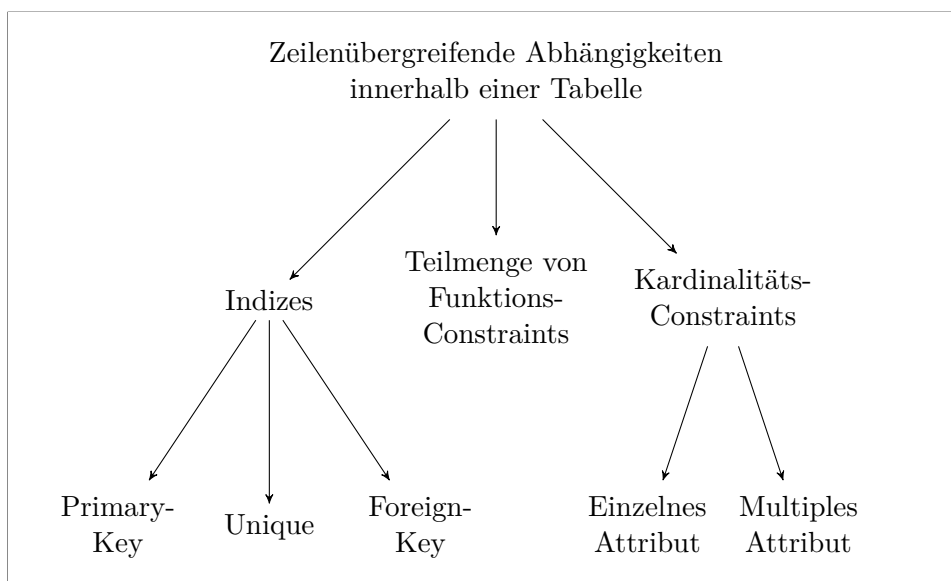 Zeilenübergreifende Abhängigkeiten
innerhalb einer Tabelle
Indizes
Teilmenge von
Funktions-
Constraints
Kardinalitäts-
Constraints
Primary-
Key
Unique
Foreign-
Key
Einzelnes
Attribut
Multiples
Attribut